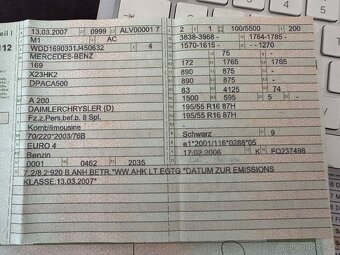 eil I
12
13.03.2007 0999 ALV00001 7
M1 AC
WDD1690331J450632 4
MERCEDES-BENZ
169
X23HK2
DPACA500
A 200
DAIMLERCHRYSLER (D)
Fz.z.Pers.bef.b. 8 Spl.
Kombilimousine
70/220*2003/76B
EURO 4
Benzin
0001 0462 2035
2 1 100/5500 200
3838-3968 - 1764-1785 -
1570-1615 - - -1270
- 75 -
172 1765 1765
890 875 -
890 875 -
83 4125 74
1500 595 5 -
195/55 R16 87H
195/55 R16 87H
-
Schwarz 9
e1*2001/116*0288*05
17.02.2006 K FQ237498
7.2/8.2:920 B.ANH.BETR.*WW.AHK LT.EGTG *DATUM ZUR EMISSIONS
KLASSE:13.03.2007*